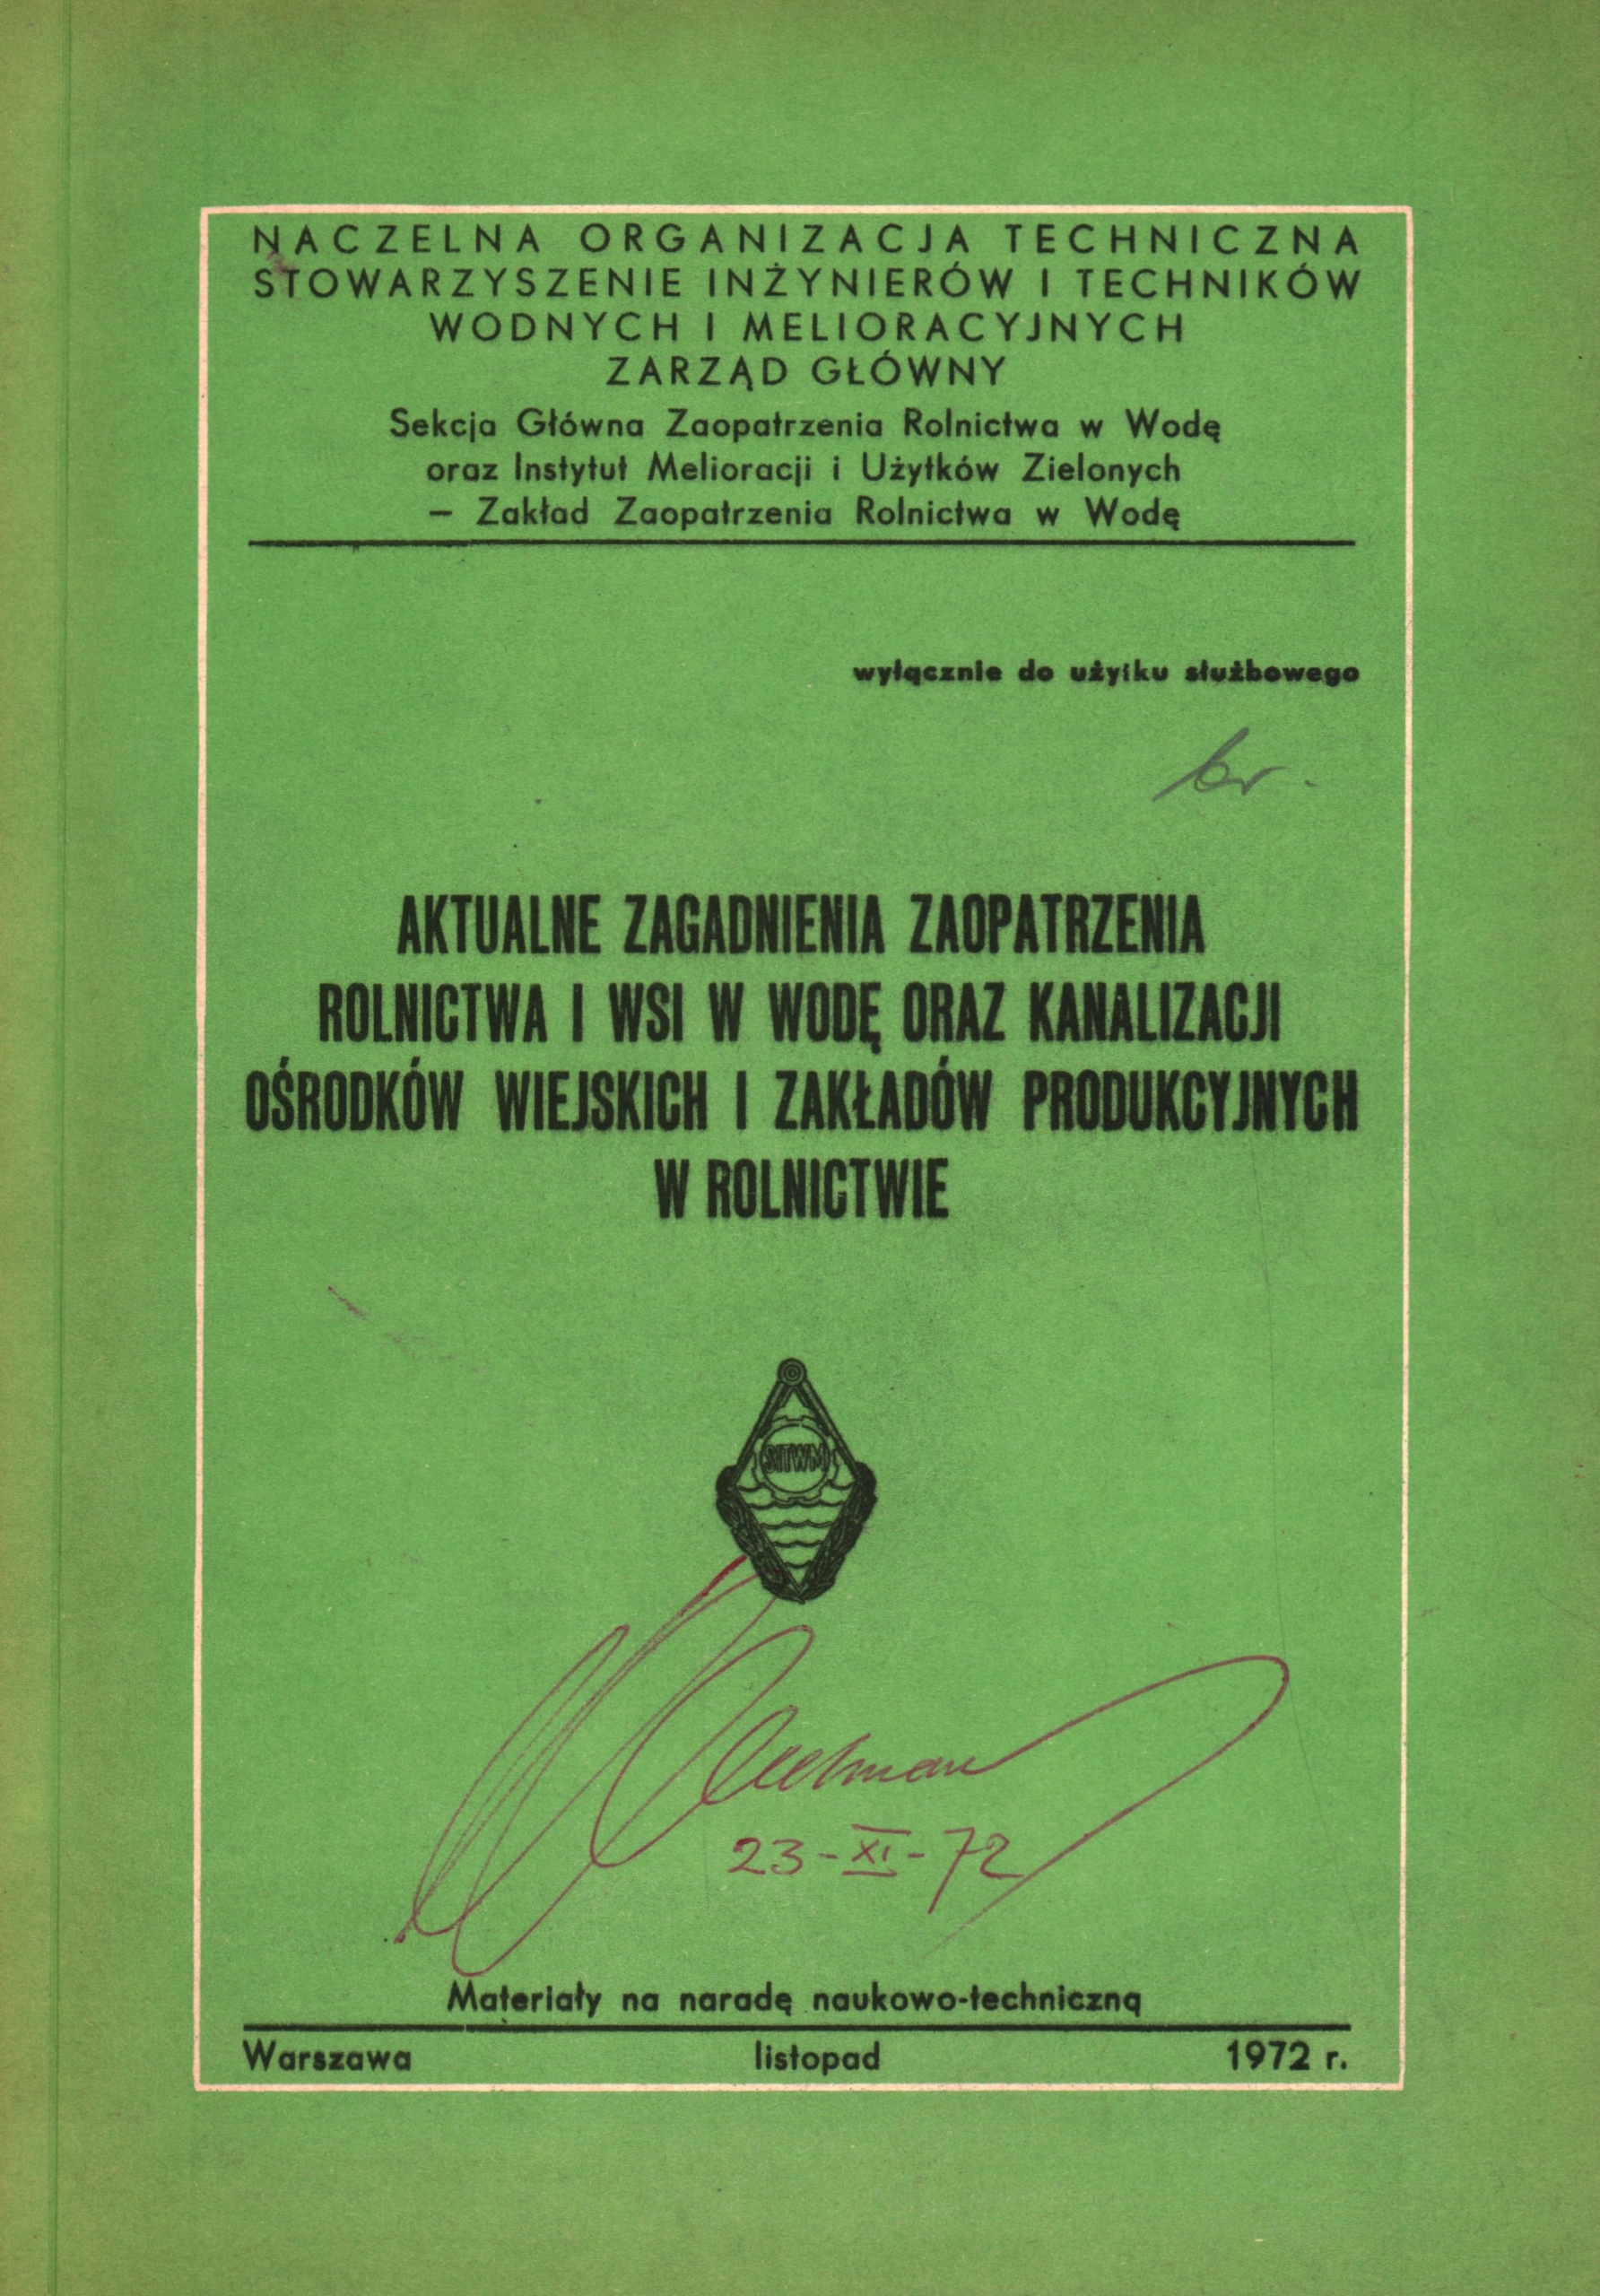 NACZELNA ORGANIZACJA TECHNICZNA
STOWARZYSZENIE INŻYNIERÓW I TECHNIKÓW
WODNYCH I MELIORACYJNYCH
ZARZĄD GŁÓWNY
Sekcja Główna Zaopatrzenia Rolnictwa w Wodę
oraz Instytut Melioracji i Użytków Zielonych
– Zakład Zaopatrzenia Rolnictwa w Wodę
wyłącznie do użytku służbowego
kr.
AKTUALNE ZAGADNIENIA ZAOPATRZENIA
ROLNICTWA I WSI W WODĘ ORAZ KANALIZACJI
OŚRODKÓW WIEJSKICH I ZAKŁADÓW PRODUKCYJNYCH
W ROLNICTWIE
SITWM
23-XI-72
Materiały na naradę naukowo-techniczną
Warszawa listopad 1972 r.